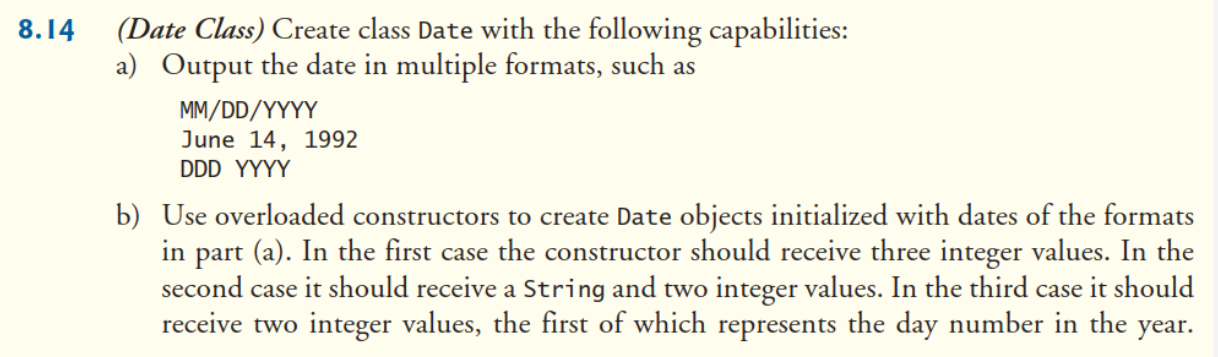 8.14 (Date Class) Create class Date with the following capabilities:
a) Output the date in multiple formats, such as
MM/DD/YYYY
June 14, 1992
DDD YYYY
b) Use overloaded constructors to create Date objects initialized with dates of the formats
in part (a). In the first case the constructor should receive three integer values. In the
second case it should receive a String and two integer values. In the third case it should
receive two integer values, the first of which represents the day number in the year.